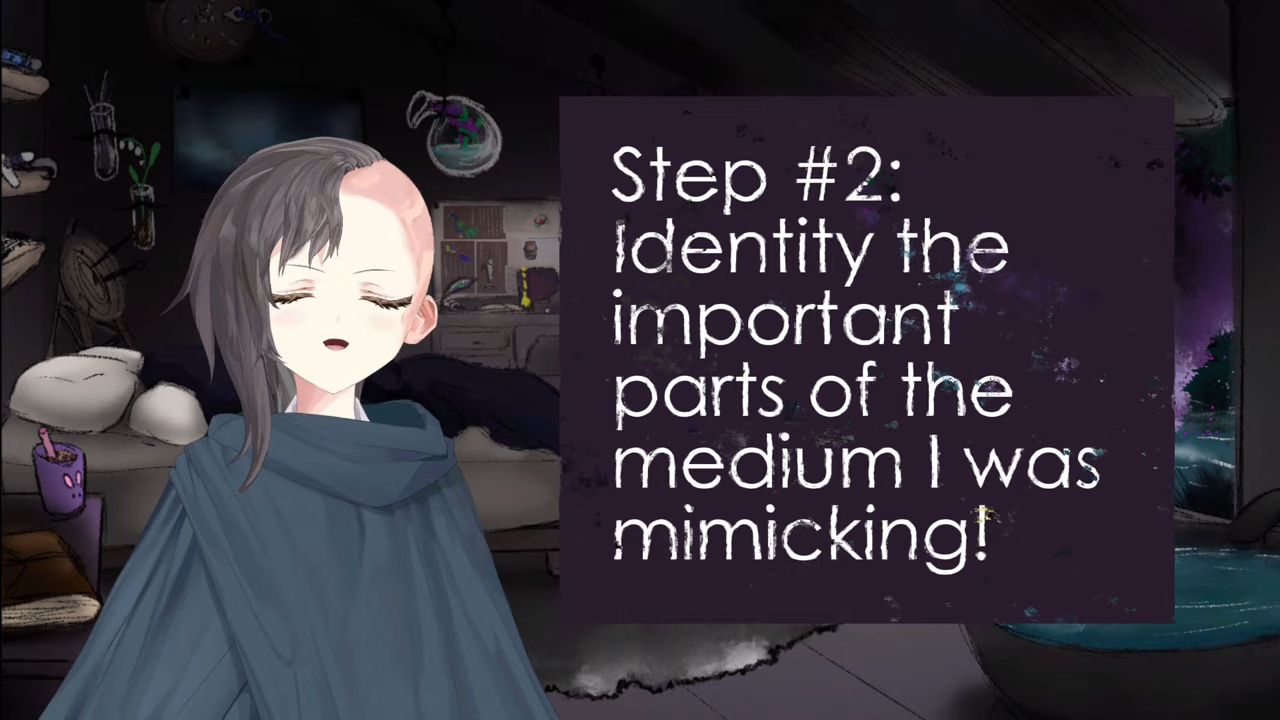 Step #2:
Identity the
important
parts of the
medium I was
mimicking!